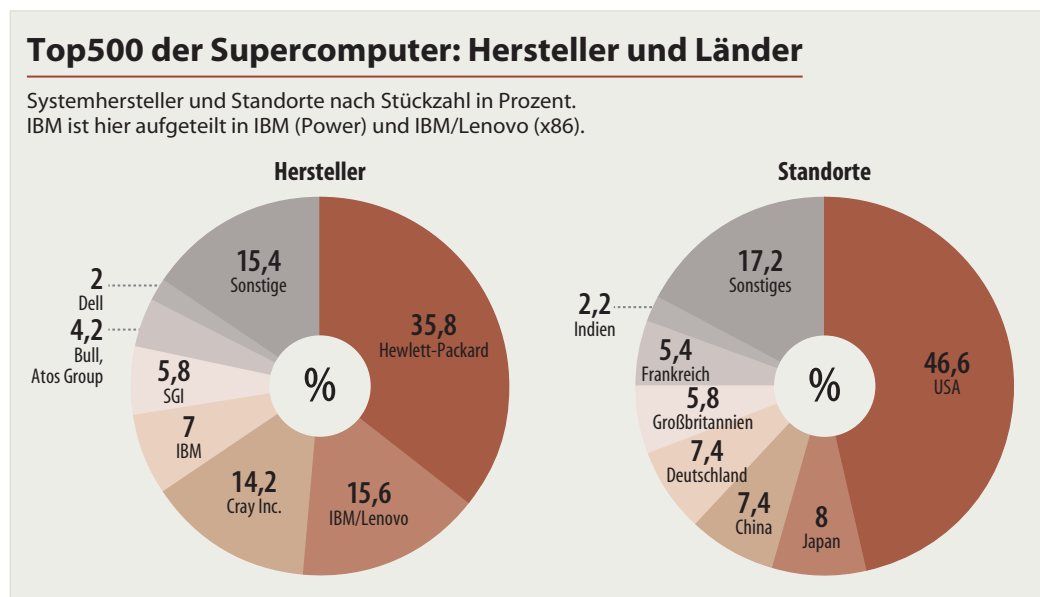 Top500 der Supercomputer: Hersteller und Länder
Systemhersteller und Standorte nach Stückzahl in Prozent.
IBM ist hier aufgeteilt in IBM (Power) und IBM/Lenovo (x86).
Hersteller
15,4
Sonstige
2
Dell
4,2
Bull,
Atos Group
5,8
SGI
7
IBM
14,2
Cray Inc.
15,6
IBM/Lenovo
35,8
Hewlett-Packard
%
Standorte
17,2
Sonstiges
2,2
Indien
5,4
Frankreich
5,8
Großbritannien
7,4
Deutschland
7,4
China
8
Japan
46,6
USA
%